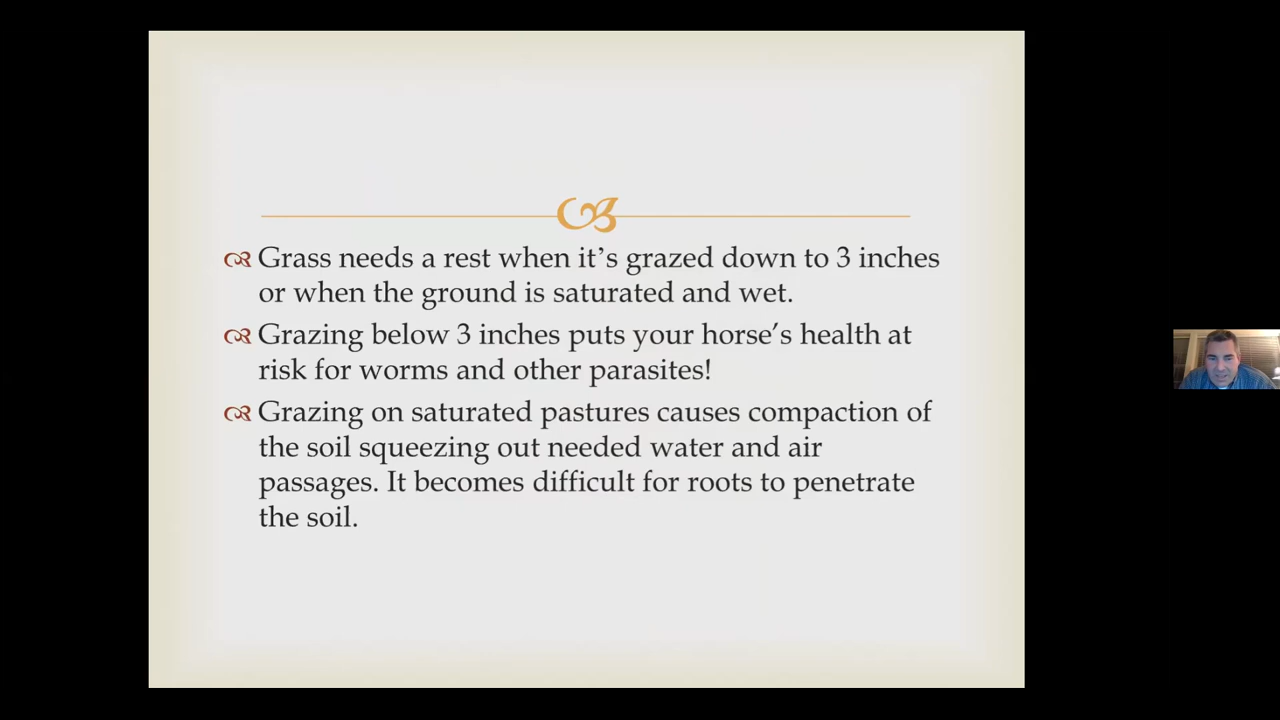 Grass needs a rest when it’s grazed down to 3 inches
or when the ground is saturated and wet.
Grazing below 3 inches puts your horse’s health at
risk for worms and other parasites!
Grazing on saturated pastures causes compaction of
the soil squeezing out needed water and air
passages. It becomes difficult for roots to penetrate
the soil.